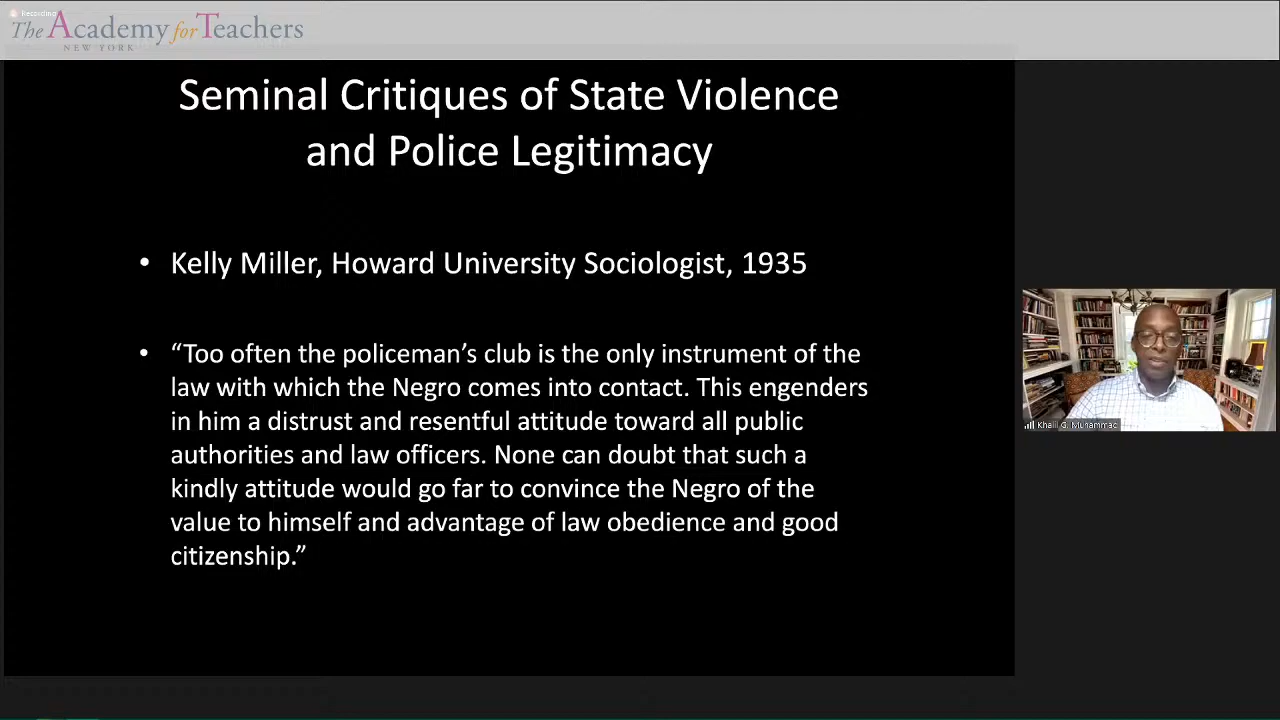 Recording
The Academy for Teachers
NEW YORK
Seminal Critiques of State Violence
and Police Legitimacy
• Kelly Miller, Howard University Sociologist, 1935
• “Too often the policeman’s club is the only instrument of the
law with which the Negro comes into contact. This engenders
in him a distrust and resentful attitude toward all public
authorities and law officers. None can doubt that such a
kindly attitude would go far to convince the Negro of the
value to himself and advantage of law obedience and good
citizenship.”
Khalil G. Muhammad